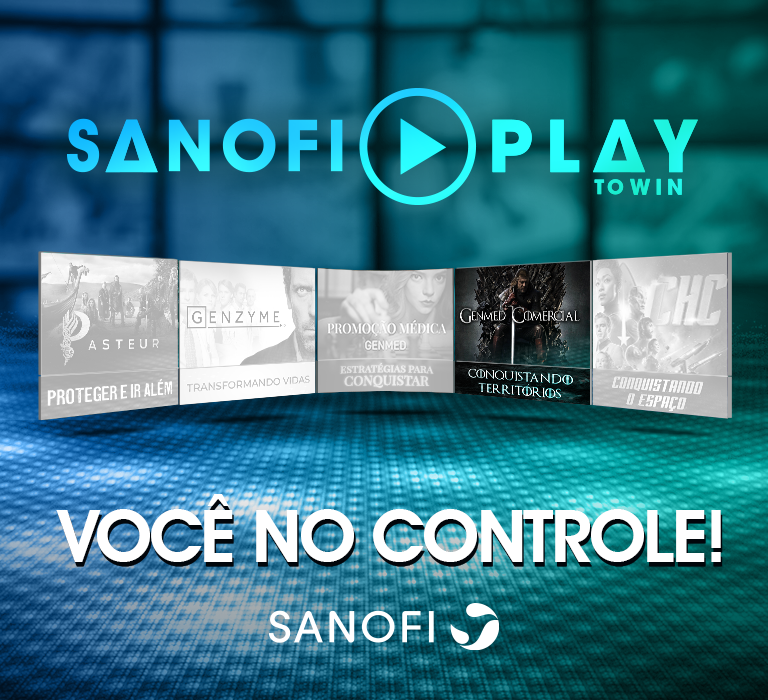 SANOFI PLAY
TO WIN
PASTEUR
PROTEGER E IR ALÉM
GENZYME
TRANSFORMANDO VIDAS
PROMOÇÃO MÉDICA
GENMED
ESTRATÉGIAS PARA
CONQUISTAR
GENMED COMERCIAL
CONQUISTANDO
TERRITÓRIOS
CHC
CONQUISTANDO
O ESPAÇO
VOCÊ NO CONTROLE!
SANOFI